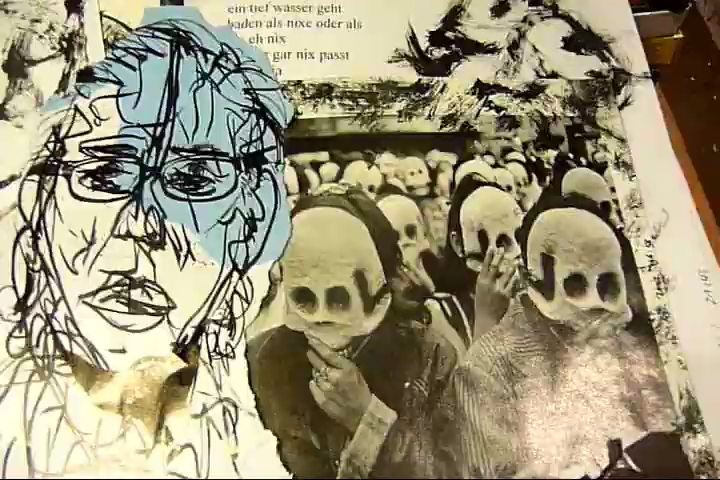 ein tief wasser geht
baden als nixe oder als
eh nix
gar nix passt